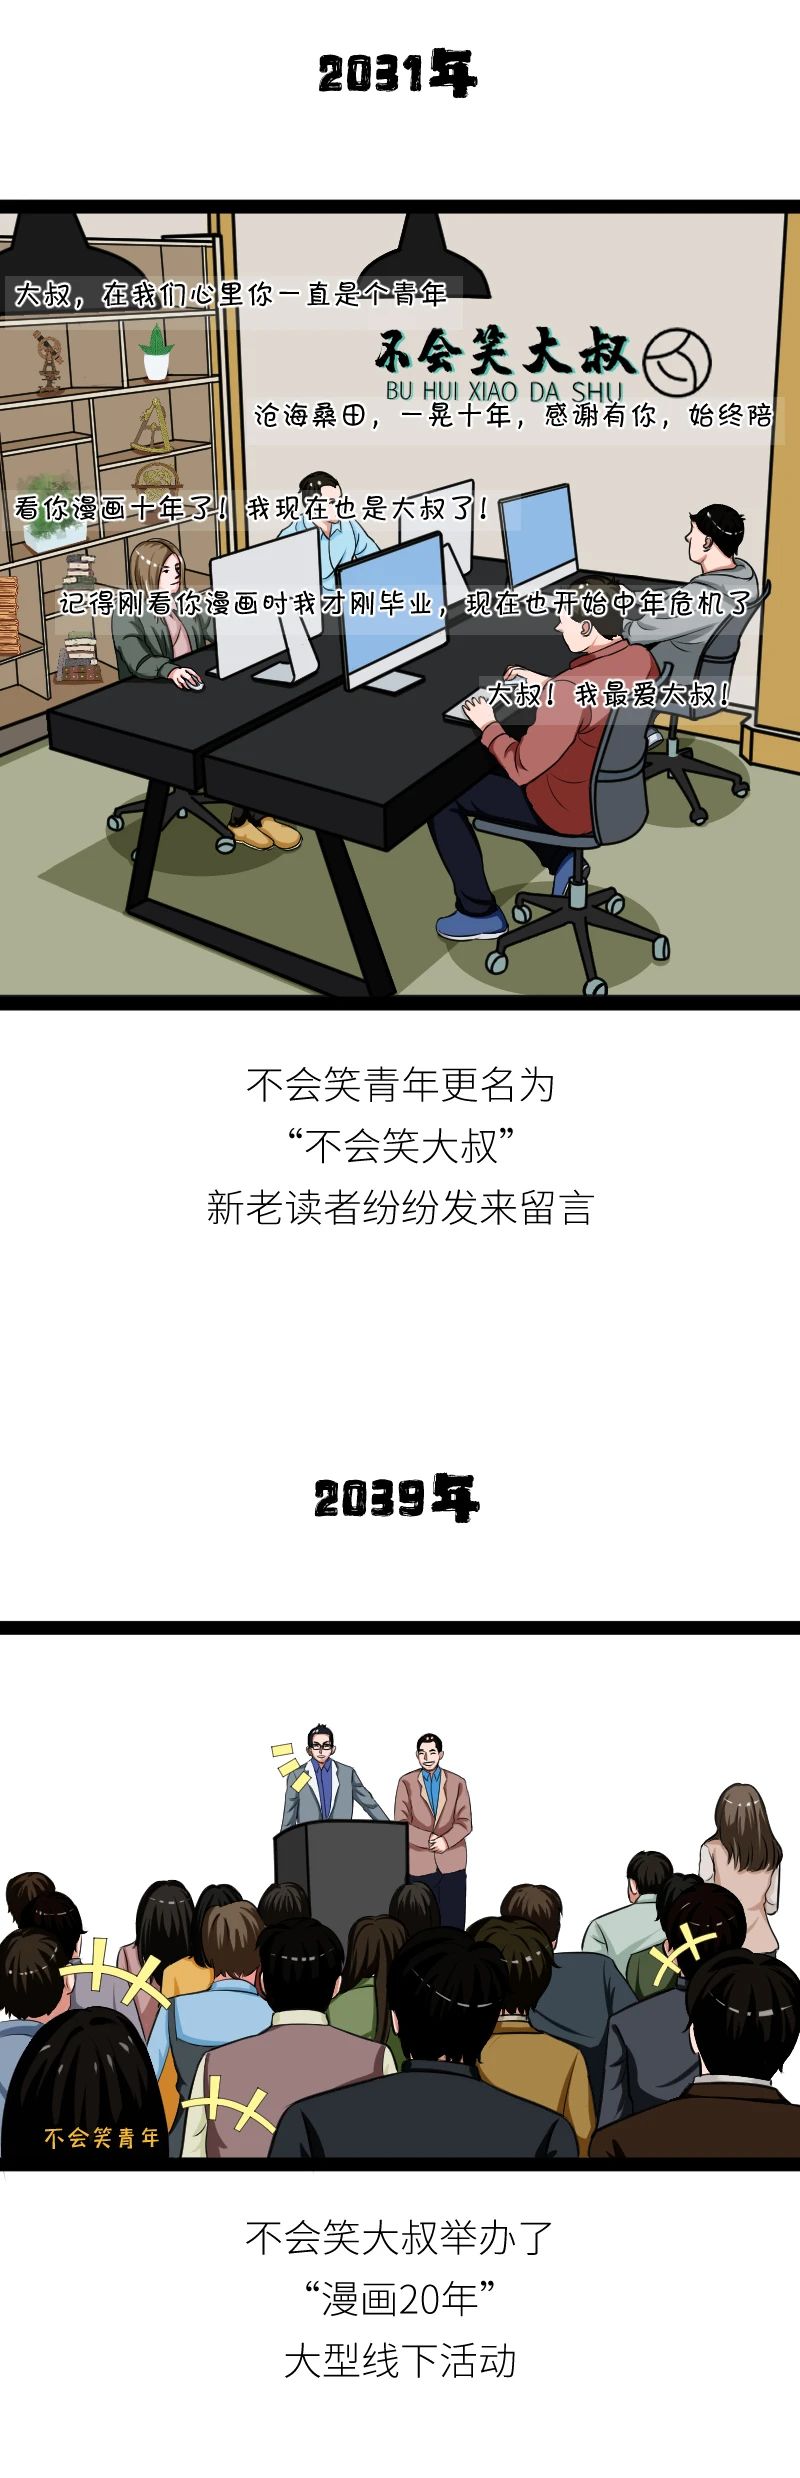 2031年
大叔，在我们心里你一直是个青年
不会笑大叔
BU HUI XIAO DA SHU
沧海桑田，一晃十年，感谢有你，始终陪
看你漫画十年了！我现在也是大叔了！
记得刚看你漫画时我才刚毕业，现在也开始中年危机了
大叔！我最爱大叔！
不会笑青年更名为
“不会笑大叔”
新老读者纷纷发来留言
2039年
不会笑青年
不会笑大叔举办了
“漫画20年”
大型线下活动